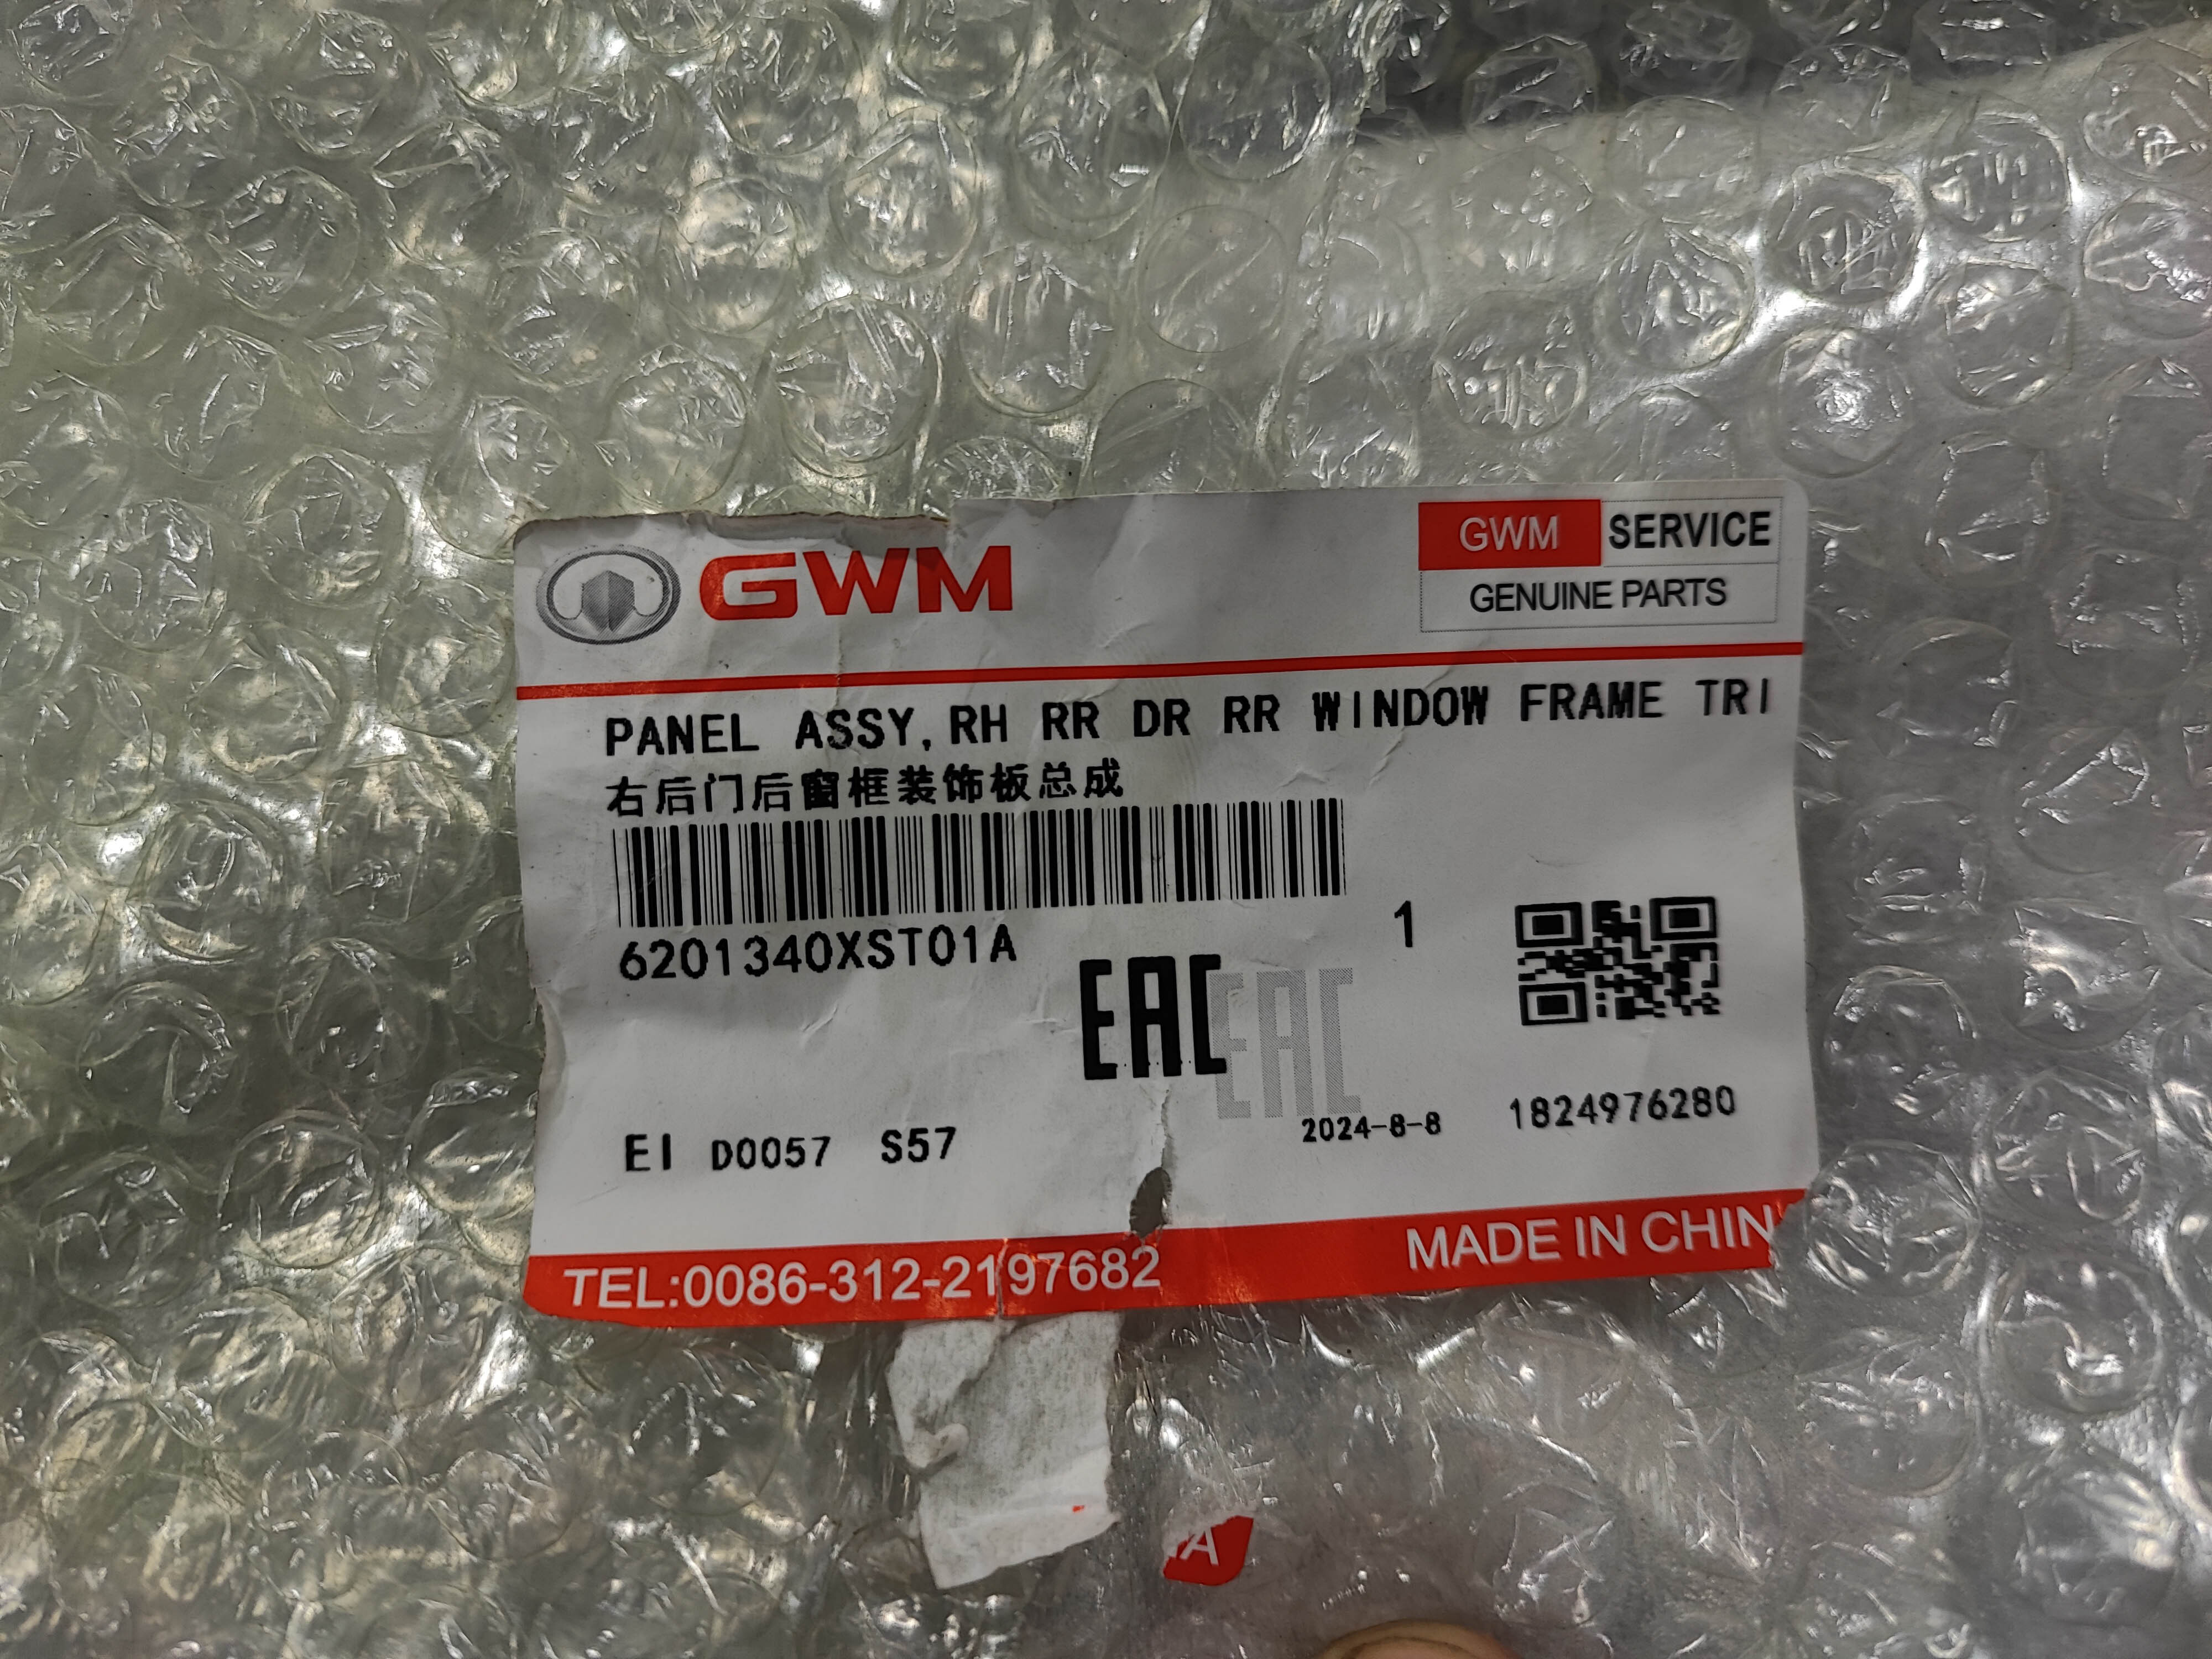 GWM
GWM SERVICE
GENUINE PARTS
PANEL ASSY,RH RR DR RR WINDOW FRAME TRI
右后门后窗框装饰板总成
6201340XST01A
1
EAC
EAC
EI D0057 S57
2024-8-8
1824976280
TEL:0086-312-2197682
MADE IN CHIN
A